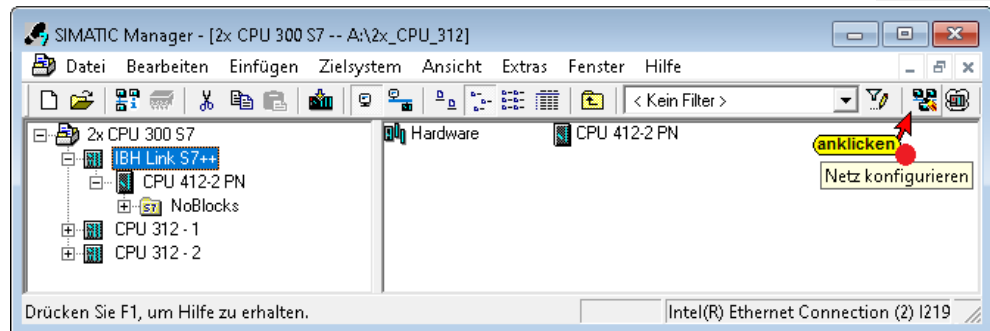 SIMATIC Manager - [2x CPU 300 S7 -- A:\2x_CPU_312]
Datei Bearbeiten Einfügen Zielsystem Ansicht Extras Fenster Hilfe
< Kein Filter >
2x CPU 300 S7
IBH Link S7++
CPU 412-2 PN
S7 NoBlocks
CPU 312 - 1
CPU 312 - 2
Hardware CPU 412-2 PN
anklicken
Netz konfigurieren
Drücken Sie F1, um Hilfe zu erhalten. Intel(R) Ethernet Connection (2) I219